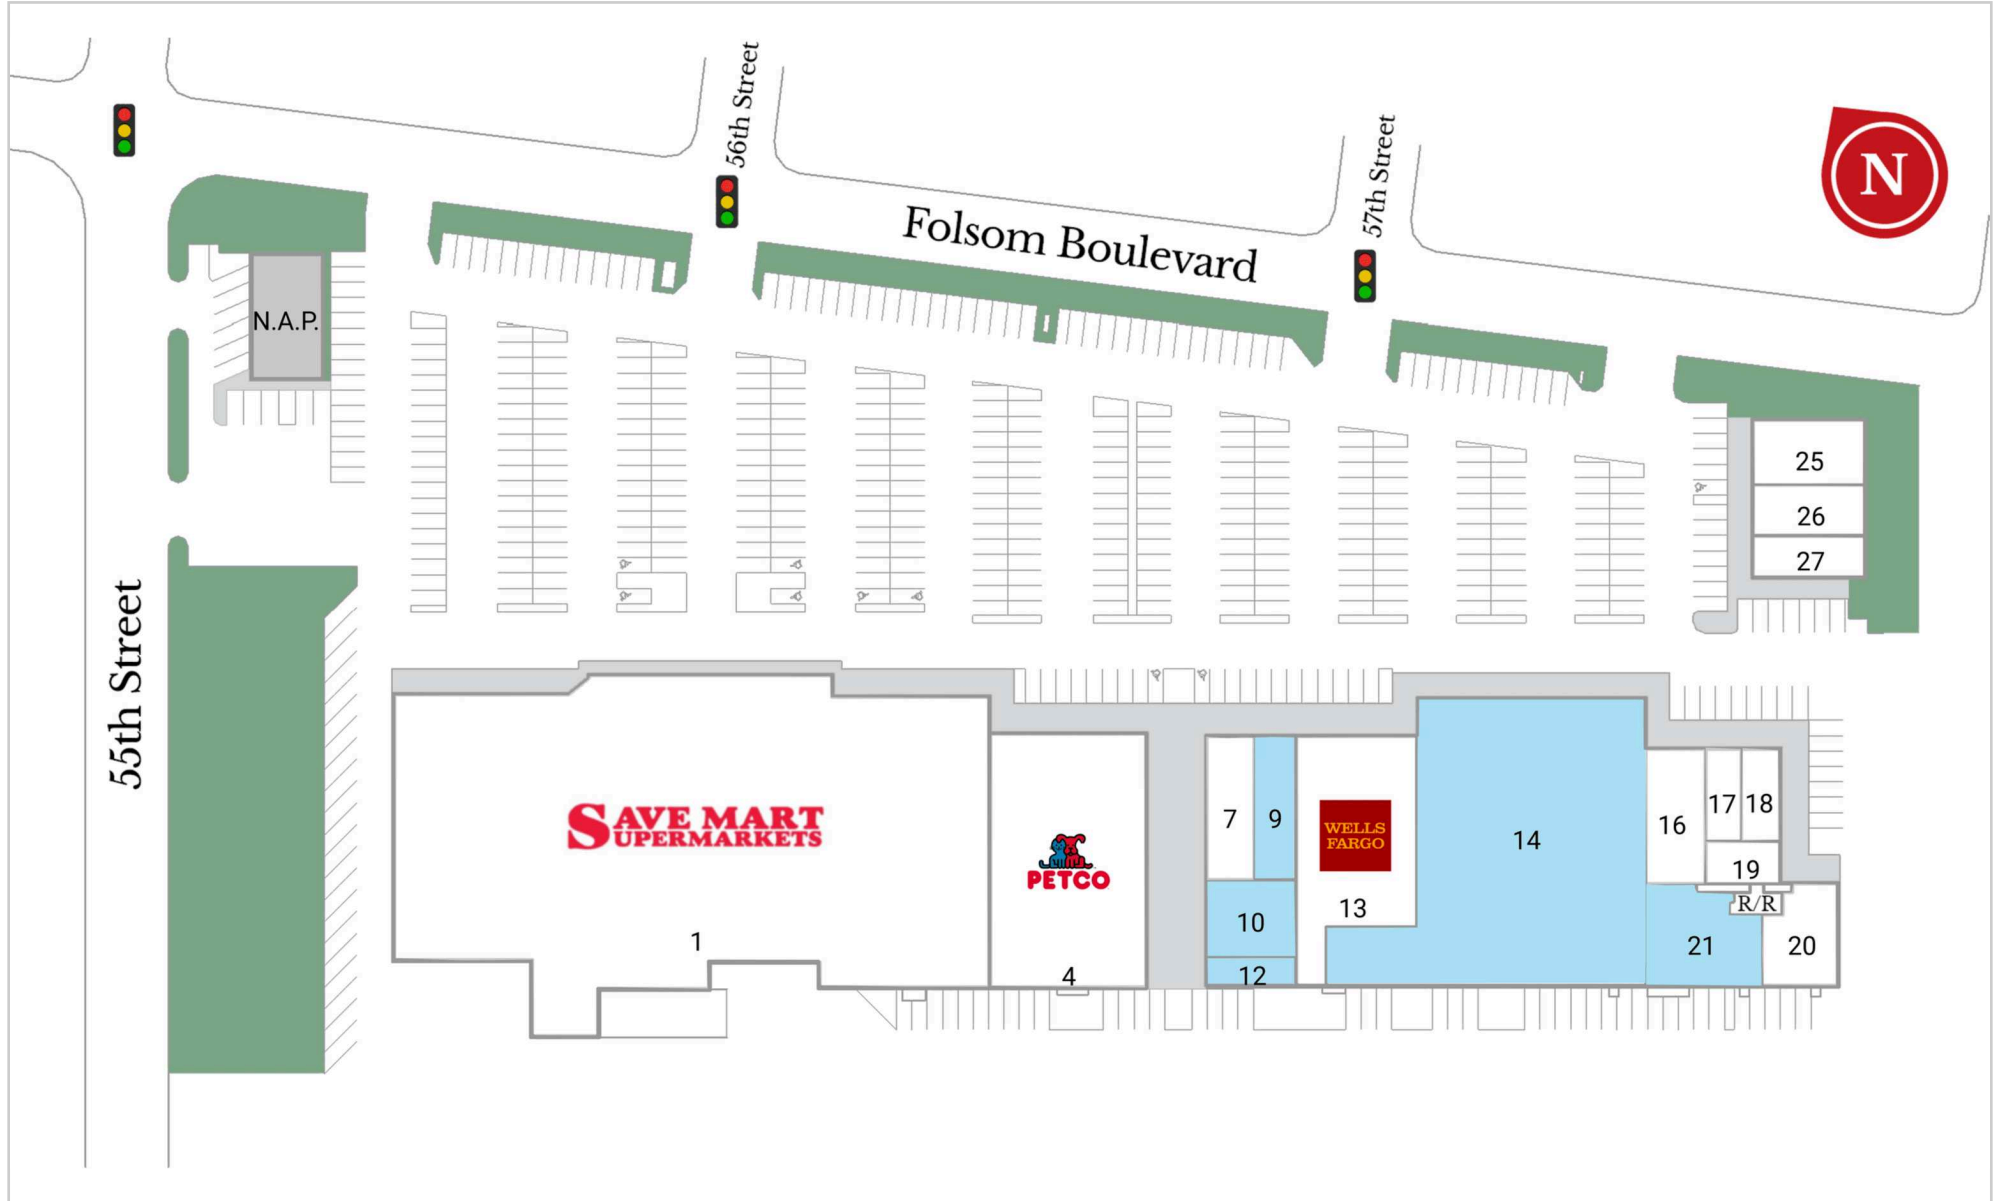 56th Street
57th Street
N
Folsom Boulevard
N.A.P.
25
26
27
55th Street
SAVE MART
SUPERMARKETS
PETCO
7
9
WELLS
FARGO
14
16
17
18
19
R/R
13
10
1
4
12
21
20